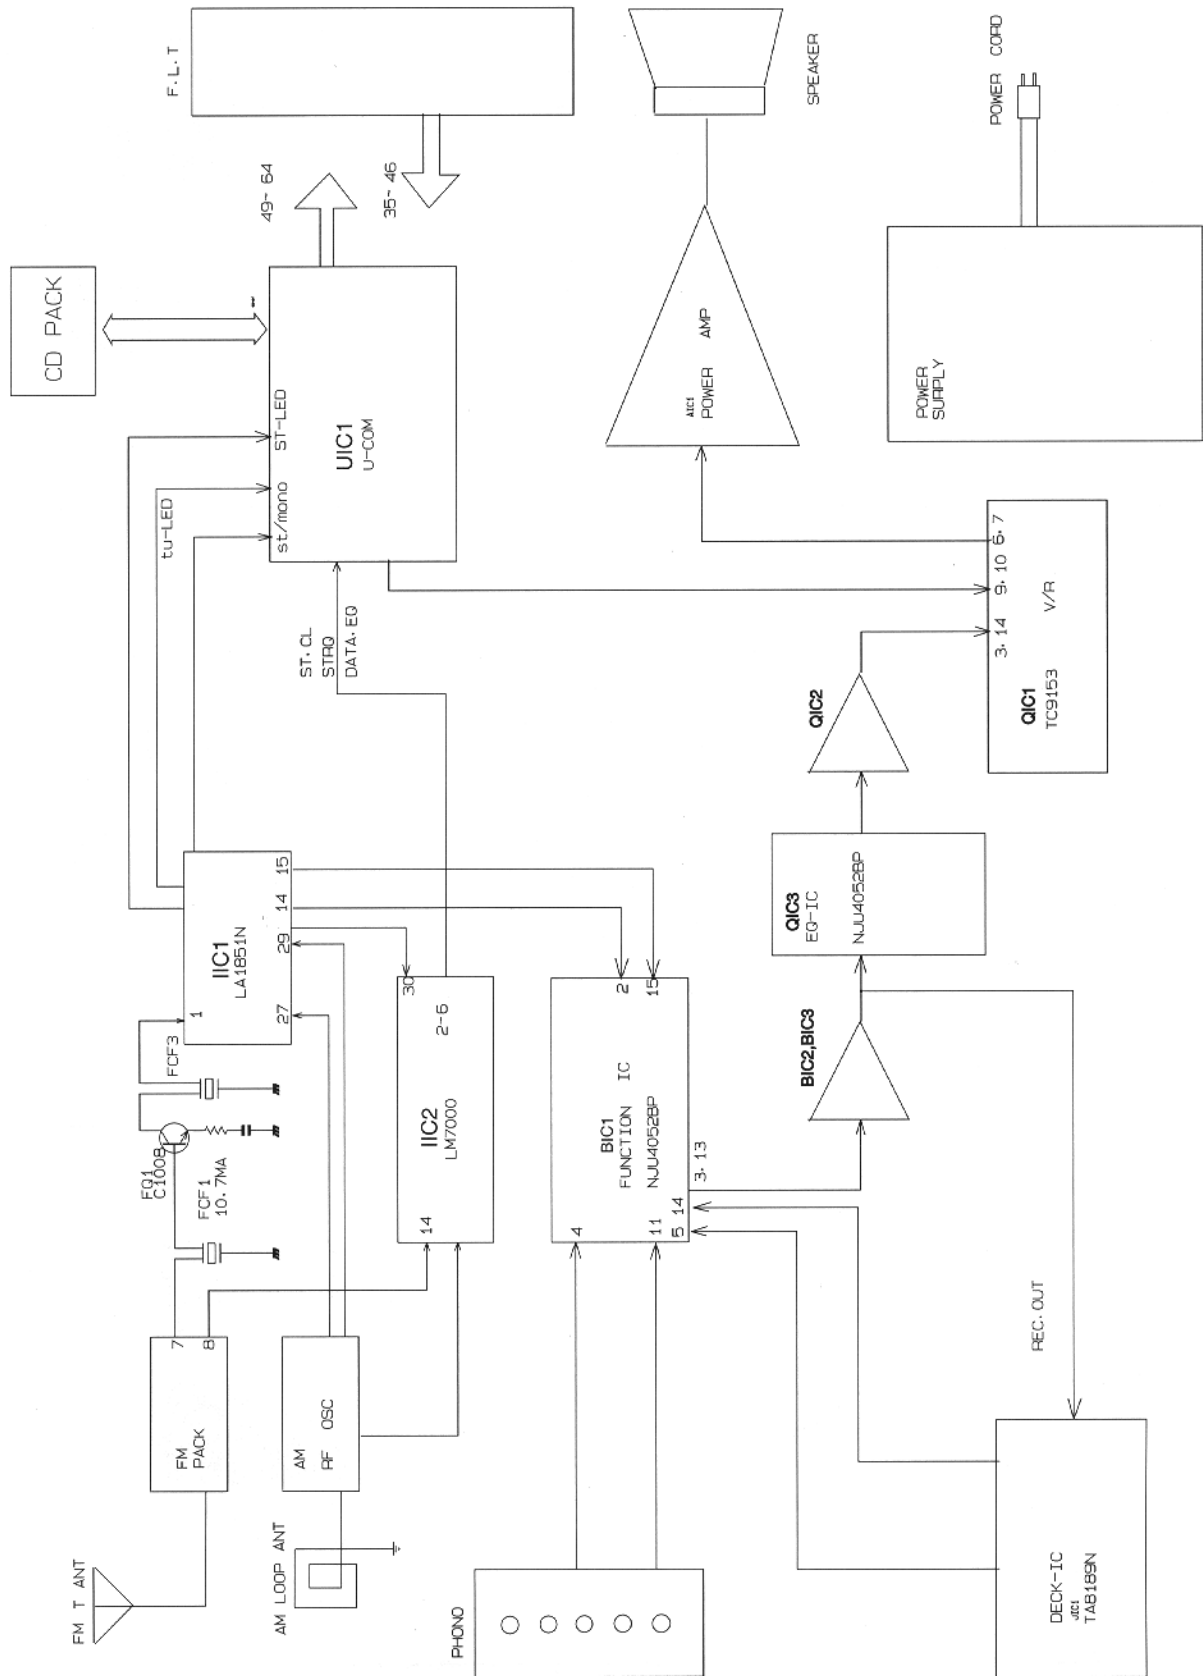 F.L.T
49~ 64
35~ 46
SPEAKER
POWER CORD
CD PACK
ST-LED
tu-LED
st/mono
UIC1
U-COM
AIC1
POWER AMP
POWER
SUPPLY
ST.CL
STRQ
DATA.EQ
6. 7
9. 10
3. 14
V/R
QIC1
TC9153
QIC2
QIC3
EQ-IC
NJU4052BP
15
14
29
27
1
IIC1
LA1851N
FCF3
30
2-6
IIC2
LM7000
14
2
15
BIC1
FUNCTION IC
NJU4052BP
4
11
5
14
3. 13
BIC2,BIC3
FQ1
C1008
FCF1
10.7MA
7
8
FM
PACK
AM
RF OSC
FM T ANT
AM LOOP ANT
PHONO
REC.OUT
DECK-IC
JIC1
TA8189N